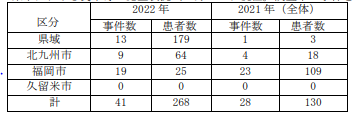 区分 2022年 2021年（全体）
事件数 患者数 事件数 患者数
県域 13 179 1 3
北九州市 9 64 4 18
福岡市 19 25 23 109
久留米市 0 0 0 0
計 41 268 28 130